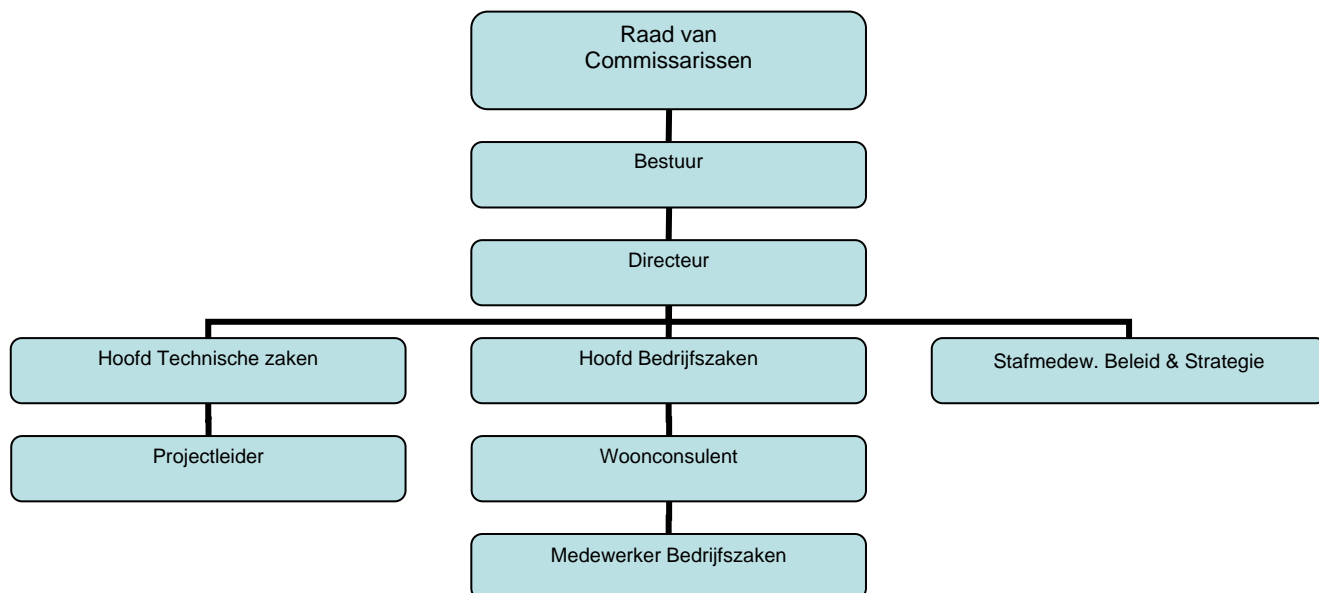 Raad van
Commissarissen
Bestuur
Directeur
Hoofd Technische zaken
Hoofd Bedrijfszaken
Stafmedew. Beleid & Strategie
Projectleider
Woonconsulent
Medewerker Bedrijfszaken